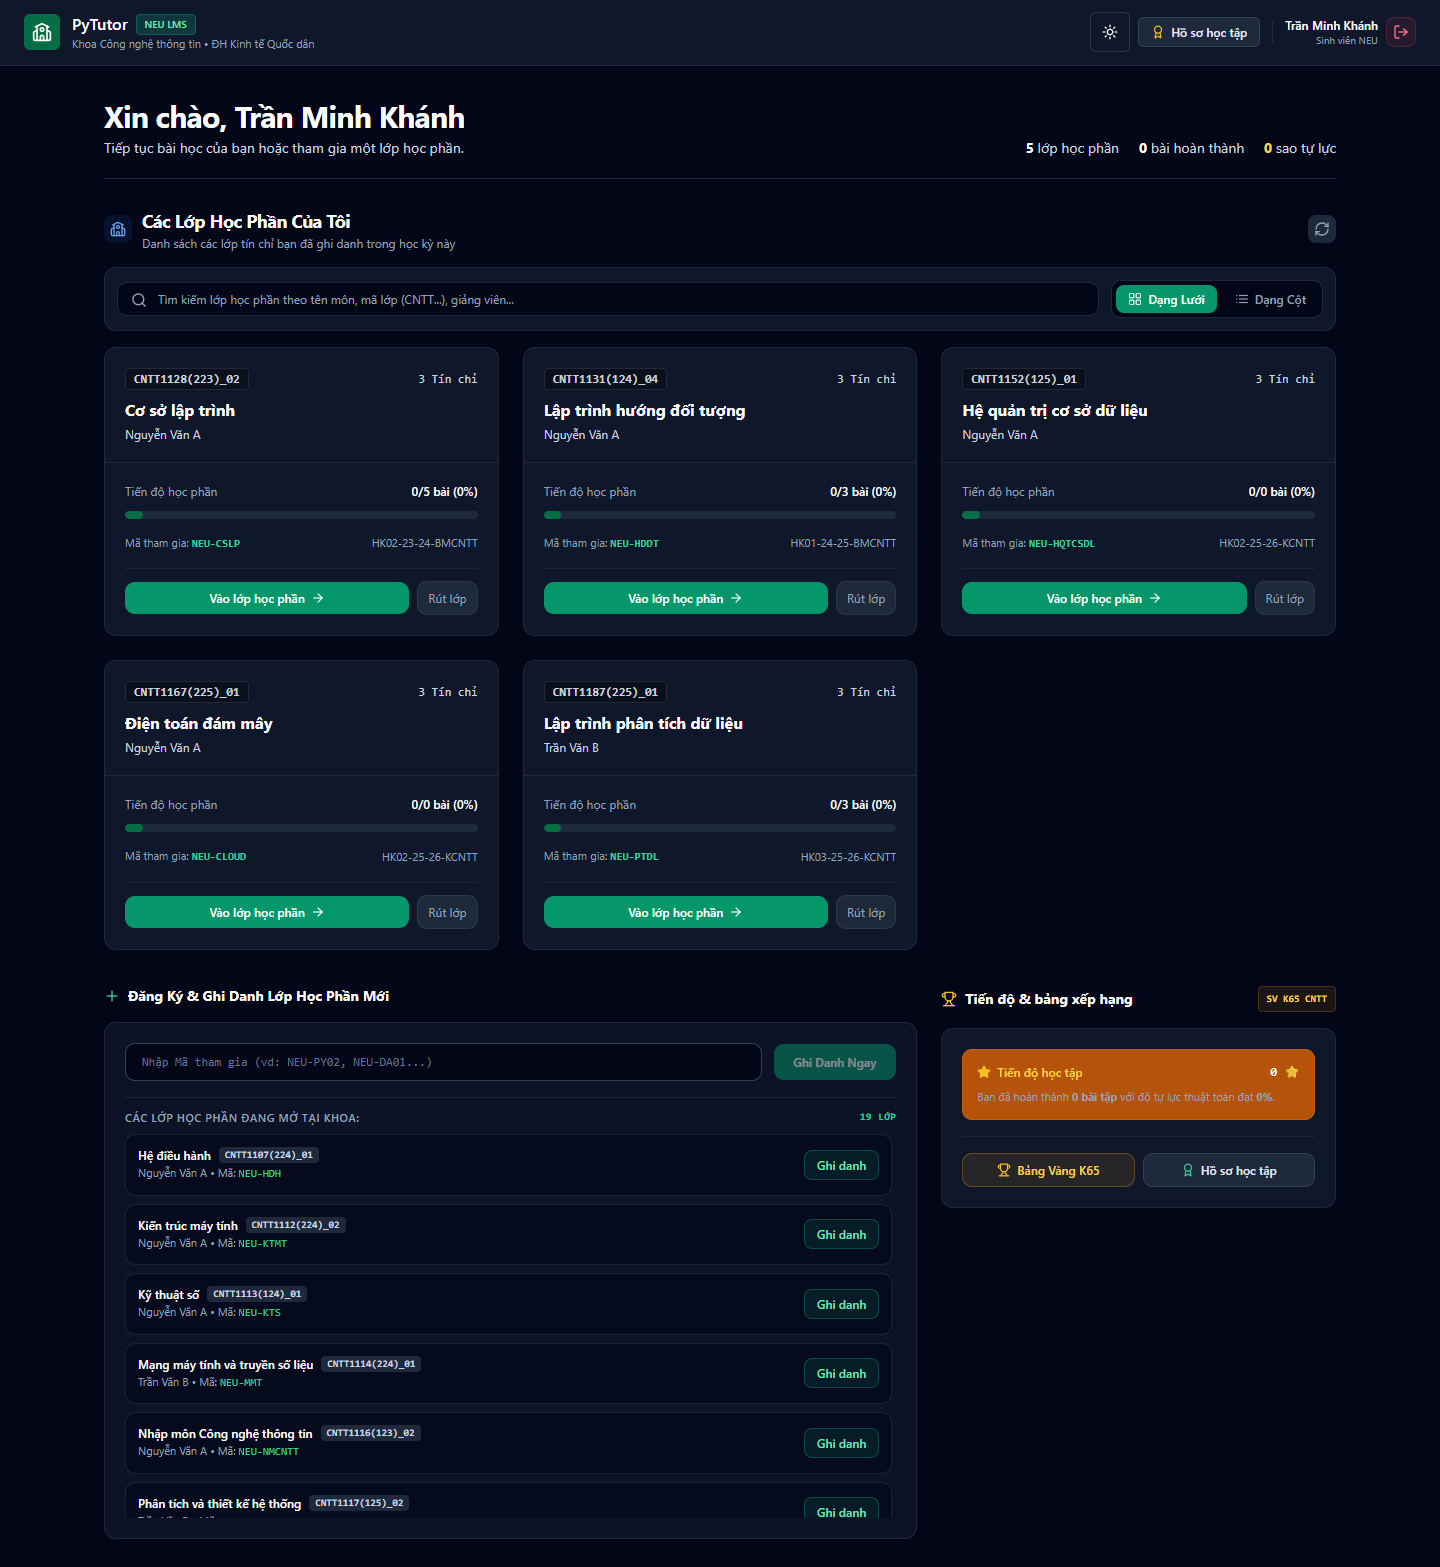 PyTutor NEU LMS
Khoa Công nghệ thông tin • ĐH Kinh tế Quốc dân
Hồ sơ học tập
Trần Minh Khánh
Sinh viên NEU
Xin chào, Trần Minh Khánh
Tiếp tục bài học của bạn hoặc tham gia một lớp học phần.
5 lớp học phần 0 bài hoàn thành 0 sao tự lực
Các Lớp Học Phần Của Tôi
Danh sách các lớp tín chỉ bạn đã ghi danh trong học kỳ này
Tìm kiếm lớp học phần theo tên môn, mã lớp (CNTT...), giảng viên...
Dạng Lưới
Dạng Cột
CNTT1128(223)_02 3 Tín chỉ
Cơ sở lập trình
Nguyễn Văn A
Tiến độ học phần 0/5 bài (0%)
Mã tham gia: NEU-CSLP HK02-23-24-BMCNTT
Vào lớp học phần → Rút lớp
CNTT1131(124)_04 3 Tín chỉ
Lập trình hướng đối tượng
Nguyễn Văn A
Tiến độ học phần 0/3 bài (0%)
Mã tham gia: NEU-HDDT HK01-24-25-BMCNTT
Vào lớp học phần → Rút lớp
CNTT1152(125)_01 3 Tín chỉ
Hệ quản trị cơ sở dữ liệu
Nguyễn Văn A
Tiến độ học phần 0/0 bài (0%)
Mã tham gia: NEU-HQTCSDL HK02-25-26-KCNTT
Vào lớp học phần → Rút lớp
CNTT1167(225)_01 3 Tín chỉ
Điện toán đám mây
Nguyễn Văn A
Tiến độ học phần 0/0 bài (0%)
Mã tham gia: NEU-CLOUD HK02-25-26-KCNTT
Vào lớp học phần → Rút lớp
CNTT1187(225)_01 3 Tín chỉ
Lập trình phân tích dữ liệu
Trần Văn B
Tiến độ học phần 0/3 bài (0%)
Mã tham gia: NEU-PTDL HK03-25-26-KCNTT
Vào lớp học phần → Rút lớp
Đăng Ký & Ghi Danh Lớp Học Phần Mới
Nhập Mã tham gia (vd: NEU-PY02, NEU-DA01...)
Ghi Danh Ngay
CÁC LỚP HỌC PHẦN ĐANG MỞ TẠI KHOA: 19 LỚP
Hệ điều hành CNTT1107(224)_01
Nguyễn Văn A • Mã: NEU-HDH
Ghi danh
Kiến trúc máy tính CNTT1112(224)_02
Nguyễn Văn A • Mã: NEU-KTMT
Ghi danh
Kỹ thuật số CNTT1113(124)_01
Nguyễn Văn A • Mã: NEU-KTS
Ghi danh
Mạng máy tính và truyền số liệu CNTT1114(224)_01
Trần Văn B • Mã: NEU-MMT
Ghi danh
Nhập môn Công nghệ thông tin CNTT1116(123)_02
Nguyễn Văn A • Mã: NEU-NMCNTT
Ghi danh
Phân tích và thiết kế hệ thống CNTT1117(125)_02
Ghi danh
Tiến độ & bảng xếp hạng
SV K65 CNTT
Tiến độ học tập 0
Bạn đã hoàn thành 0 bài tập với độ tự lực thuật toán đạt 0%.
Bảng Vàng K65
Hồ sơ học tập